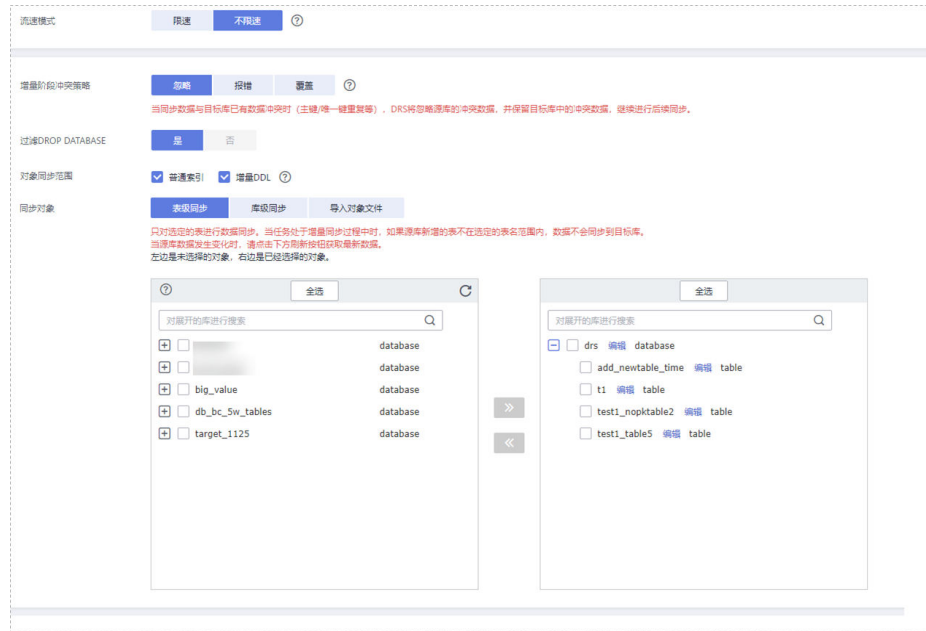 流速模式 限速 不限速
增量阶段冲突策略 忽略 报错 覆盖
当同步数据与目标库已有数据冲突时（主键/唯一键重复等）, DRS将忽略源库的冲突数据，并保留目标库中的冲突数据，继续进行后续同步。
过滤DROP DATABASE 是 否
对象同步范围 普通索引 增量DDL
同步对象 表级同步 库级同步 导入对象文件
只对选定的表进行数据同步。当任务处于增量同步过程中时，如果源库新增的表不在选定的表名范围内，数据不会同步到目标库。
当源库数据发生变化时，请点击下方刷新按钮获取最新数据。
左边是未选择的对象，右边是已经选择的对象。
全选
对展开的库进行搜索
database
database
big_value database
db_bc_5w_tables database
target_1125 database
全选
对展开的库进行搜索
drs 编辑 database
add_newtable_time 编辑 table
t1 编辑 table
test1_nopktable2 编辑 table
test1_table5 编辑 table